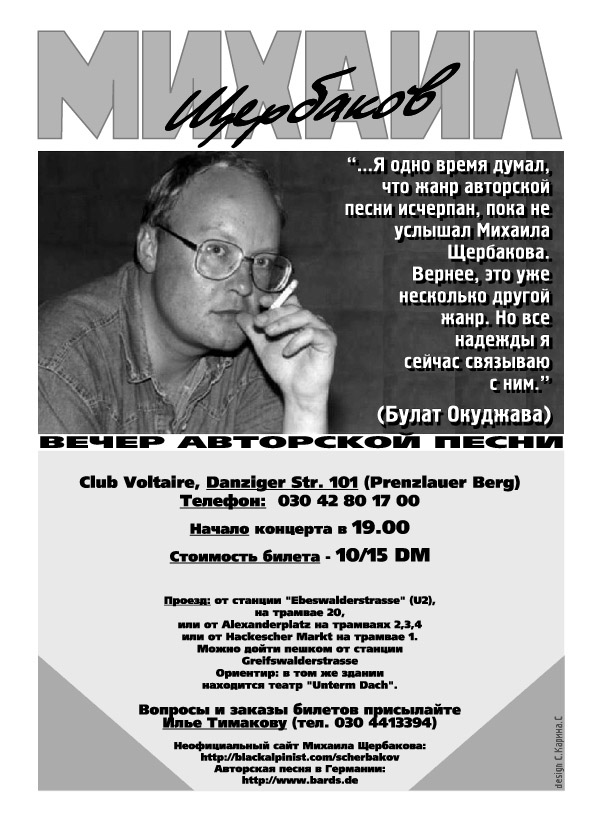 МИХАИЛ
Щербаков
“...Я одно время думал,
что жанр авторской
песни исчерпан, пока не
услышал Михаила
Щербакова.
Вернее, это уже
несколько другой
жанр. Но все
надежды я
сейчас связываю
с ним.”
(Булат Окуджава)
ВЕЧЕР АВТОРСКОЙ ПЕСНИ
Club Voltaire, Danziger Str. 101 (Prenzlauer Berg)
Телефон: 030 42 80 17 00
Начало концерта в 19.00
Стоимость билета - 10/15 DM
Проезд: от станции "Ebeswalderstrasse" (U2),
на трамвае 20,
или от Alexanderplatz на трамваях 2,3,4
или от Hackescher Markt на трамвае 1.
Можно дойти пешком от станции
Greifswalderstrasse
Ориентир: в том же здании
находится театр "Unterm Dach".
Вопросы и заказы билетов присылайте
Илье Тимакову (тел. 030 4413394)
Неофициальный сайт Михаила Щербакова:
http://blackalpinist.com/scherbakov
Авторская песня в Германии:
http://www.bards.de
design С.Карина.С